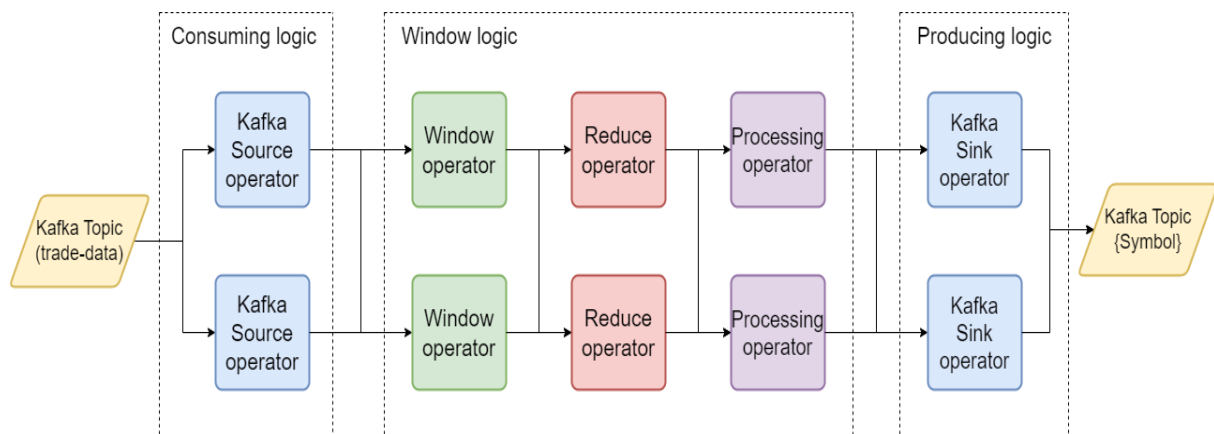 Consuming logic
Window logic
Producing logic
Kafka
Source
operator
Window
operator
Reduce
operator
Processing
operator
Kafka
Sink
operator
Kafka Topic
(trade-data)
Kafka Topic
{Symbol}
Kafka
Source
operator
Window
operator
Reduce
operator
Processing
operator
Kafka
Sink
operator